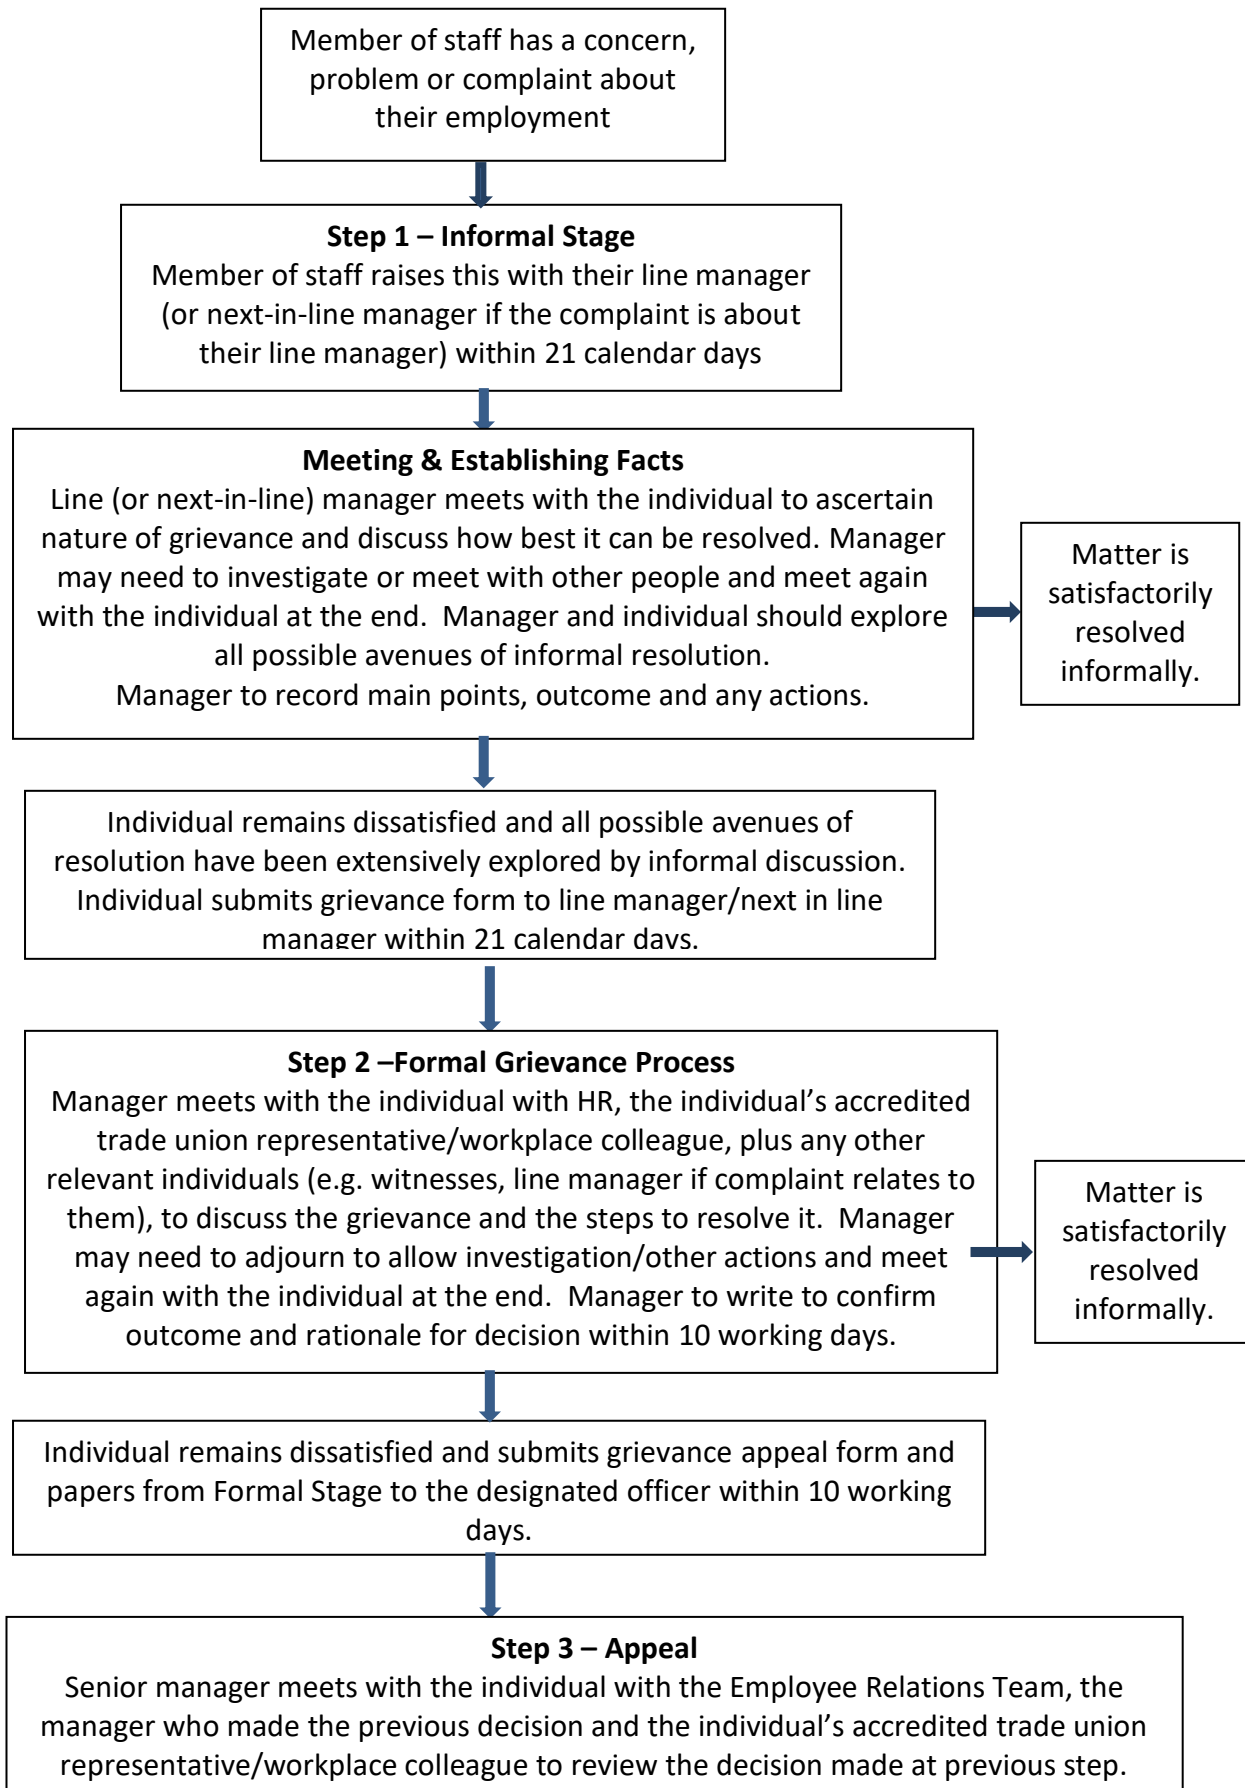 Member of staff has a concern,
problem or complaint about
their employment
Step 1 – Informal Stage
Member of staff raises this with their line manager
(or next-in-line manager if the complaint is about
their line manager) within 21 calendar days
Meeting & Establishing Facts
Line (or next-in-line) manager meets with the individual to ascertain
nature of grievance and discuss how best it can be resolved. Manager
may need to investigate or meet with other people and meet again
with the individual at the end.  Manager and individual should explore
all possible avenues of informal resolution.
Manager to record main points, outcome and any actions.
Matter is
satisfactorily
resolved
informally.
Individual remains dissatisfied and all possible avenues of
resolution have been extensively explored by informal discussion.
Individual submits grievance form to line manager/next in line
manager within 21 calendar days.
Step 2 –Formal Grievance Process
Manager meets with the individual with HR, the individual’s accredited
trade union representative/workplace colleague, plus any other
relevant individuals (e.g. witnesses, line manager if complaint relates to
them), to discuss the grievance and the steps to resolve it.  Manager
may need to adjourn to allow investigation/other actions and meet
again with the individual at the end.  Manager to write to confirm
outcome and rationale for decision within 10 working days.
Matter is
satisfactorily
resolved
informally.
Individual remains dissatisfied and submits grievance appeal form and
papers from Formal Stage to the designated officer within 10 working
days.
Step 3 – Appeal
Senior manager meets with the individual with the Employee Relations Team, the
manager who made the previous decision and the individual’s accredited trade union
representative/workplace colleague to review the decision made at previous step.